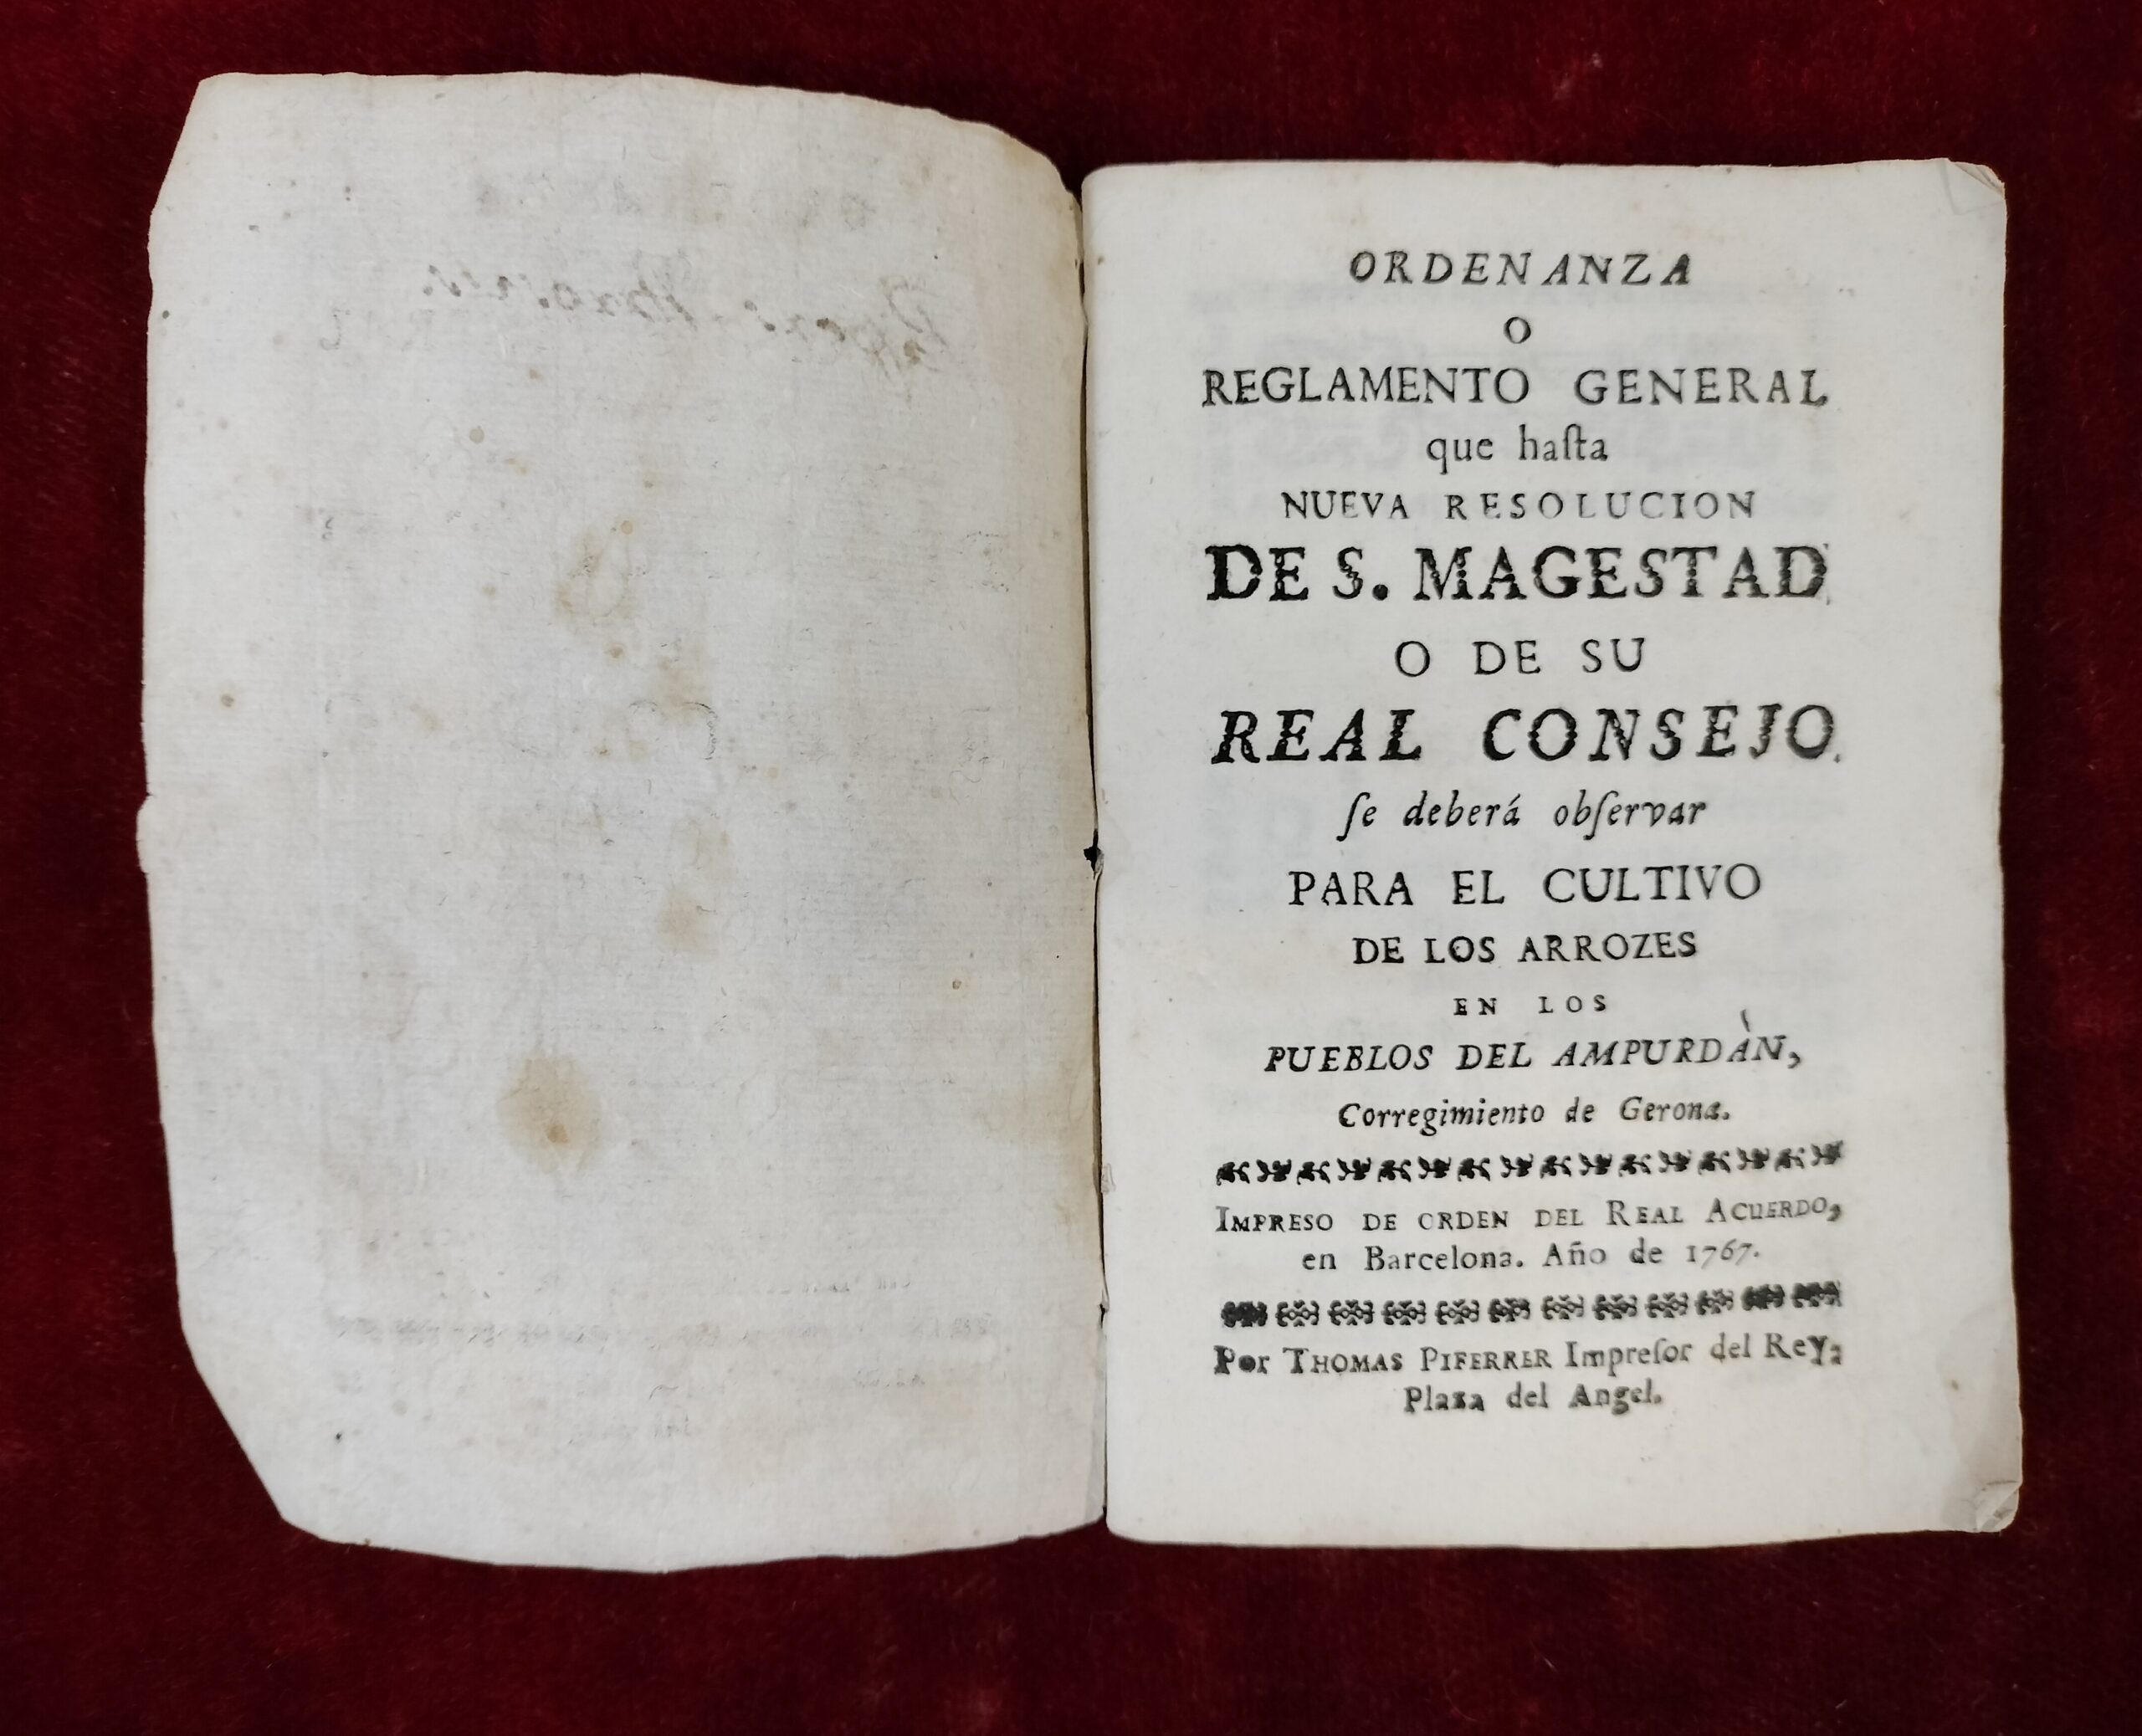 ORDENANZA
O
REGLAMENTO GENERAL
que haſta
NUEVA RESOLUCION
DE S. MAGESTAD
O DE SU
REAL CONSEJO.
ſe deberá obſervar
PARA EL CULTIVO
DE LOS ARROZES
EN LOS
PUEBLOS DEL AMPURDÀN,
Corregimiento de Gerona.
IMPRESO DE ORDEN DEL REAL ACUERDO,
en Barcelona. Año de 1767.
Por THOMAS PIFERRER Impreſor del Rey;
Plaza del Angel.